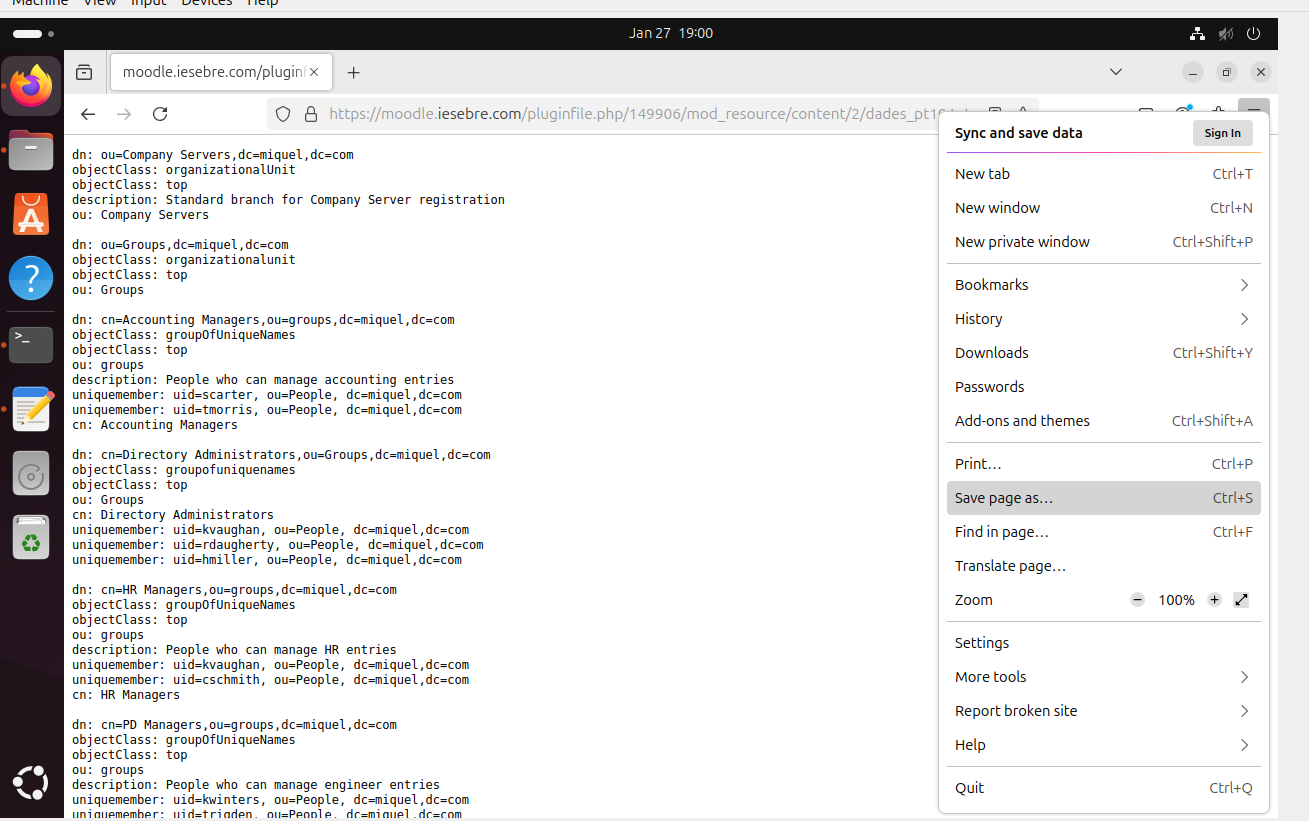 Machine View Input Devices Help
Jan 27 19:00
moodle.iesebre.com/pluginf
https://moodle.iesebre.com/pluginfile.php/149906/mod_resource/content/2/dades_pt10
Sync and save data
Sign In
New tab Ctrl+T
New window Ctrl+N
New private window Ctrl+Shift+P
Bookmarks
History
Downloads Ctrl+Shift+Y
Passwords
Add-ons and themes Ctrl+Shift+A
Print… Ctrl+P
Save page as… Ctrl+S
Find in page… Ctrl+F
Translate page…
Zoom 100%
Settings
More tools
Report broken site
Help
Quit Ctrl+Q
dn: ou=Company Servers,dc=miquel,dc=com
objectClass: organizationalUnit
objectClass: top
description: Standard branch for Company Server registration
ou: Company Servers
dn: ou=Groups,dc=miquel,dc=com
objectClass: organizationalunit
objectClass: top
ou: Groups
dn: cn=Accounting Managers,ou=groups,dc=miquel,dc=com
objectClass: groupOfUniqueNames
objectClass: top
ou: groups
description: People who can manage accounting entries
uniquemember: uid=scarter, ou=People, dc=miquel,dc=com
uniquemember: uid=tmorris, ou=People, dc=miquel,dc=com
cn: Accounting Managers
dn: cn=Directory Administrators,ou=Groups,dc=miquel,dc=com
objectClass: groupofuniquenames
objectClass: top
ou: Groups
cn: Directory Administrators
uniquemember: uid=kvaughan, ou=People, dc=miquel,dc=com
uniquemember: uid=rdaugherty, ou=People, dc=miquel,dc=com
uniquemember: uid=hmiller, ou=People, dc=miquel,dc=com
dn: cn=HR Managers,ou=groups,dc=miquel,dc=com
objectClass: groupOfUniqueNames
objectClass: top
ou: groups
description: People who can manage HR entries
uniquemember: uid=kvaughan, ou=People, dc=miquel,dc=com
uniquemember: uid=cschmith, ou=People, dc=miquel,dc=com
cn: HR Managers
dn: cn=PD Managers,ou=groups,dc=miquel,dc=com
objectClass: groupOfUniqueNames
objectClass: top
ou: groups
description: People who can manage engineer entries
uniquemember: uid=kwinters, ou=People, dc=miquel,dc=com
uniquemember: uid=trigden, ou=People, dc=miquel,dc=com